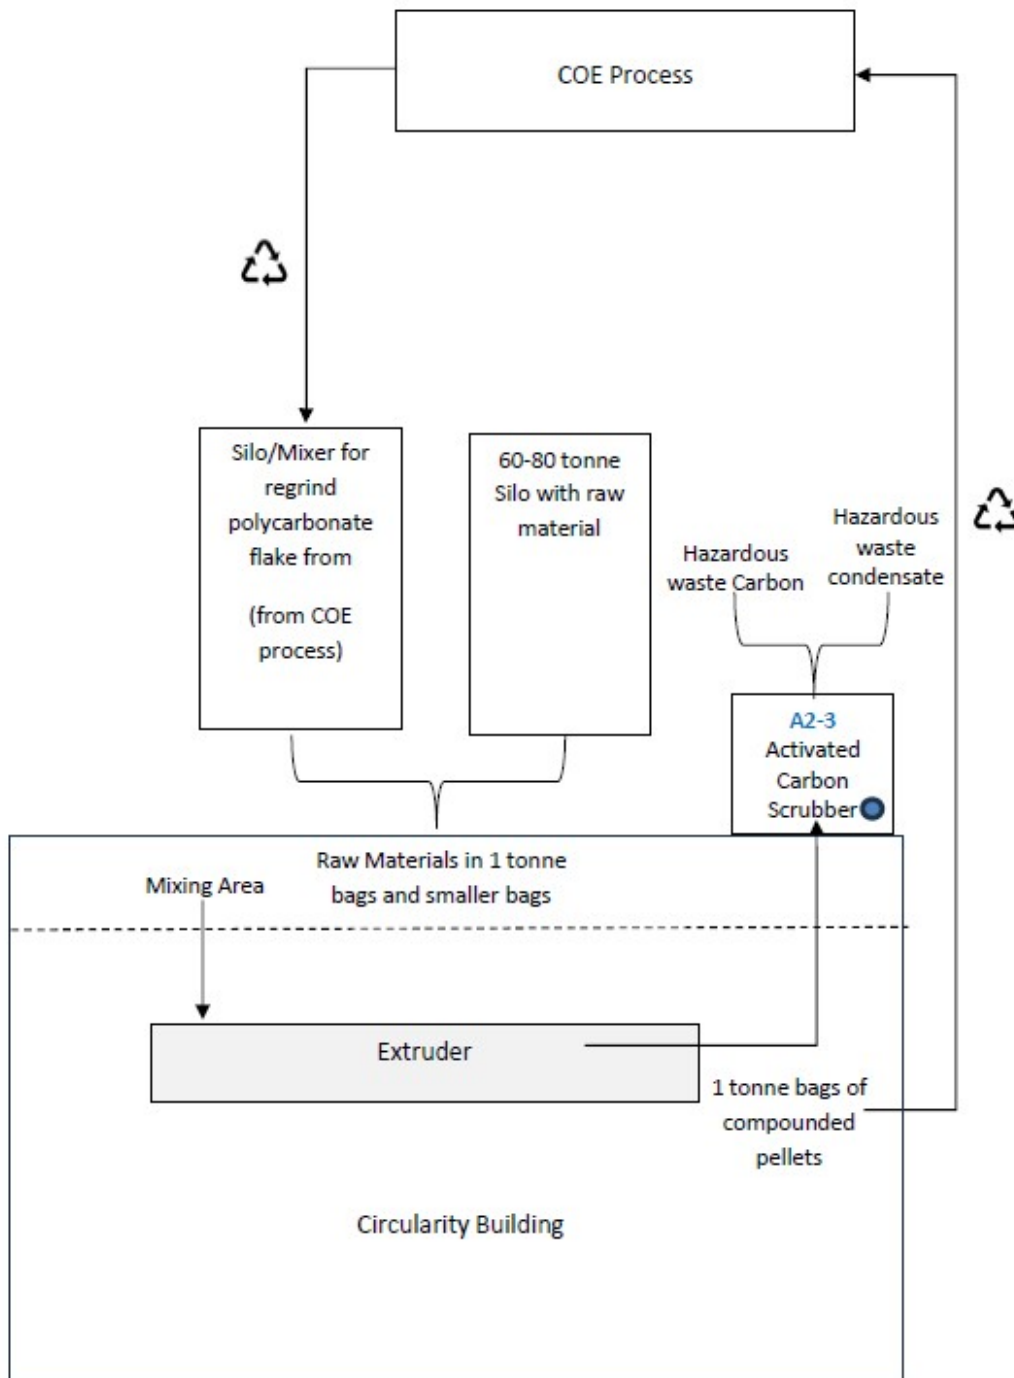 COE Process
Silo/Mixer for
regrind
polycarbonate
flake from
(from COE
process)
60-80 tonne
Silo with raw
material
Hazardous
waste Carbon
Hazardous
waste
condensate
A2-3
Activated
Carbon
Scrubber
Mixing Area
Raw Materials in 1 tonne
bags and smaller bags
Extruder
1 tonne bags of
compounded
pellets
Circularity Building